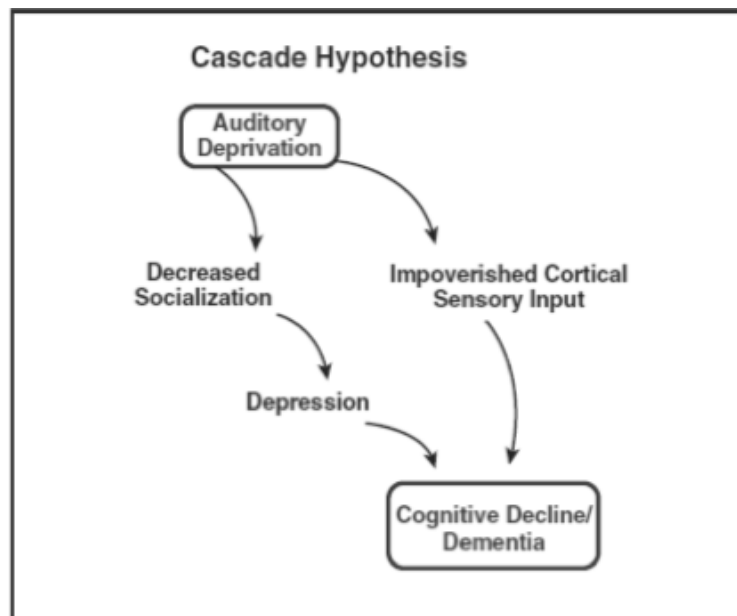 Cascade Hypothesis
Auditory
Deprivation
Decreased
Socialization
Impoverished Cortical
Sensory Input
Depression
Cognitive Decline/
Dementia